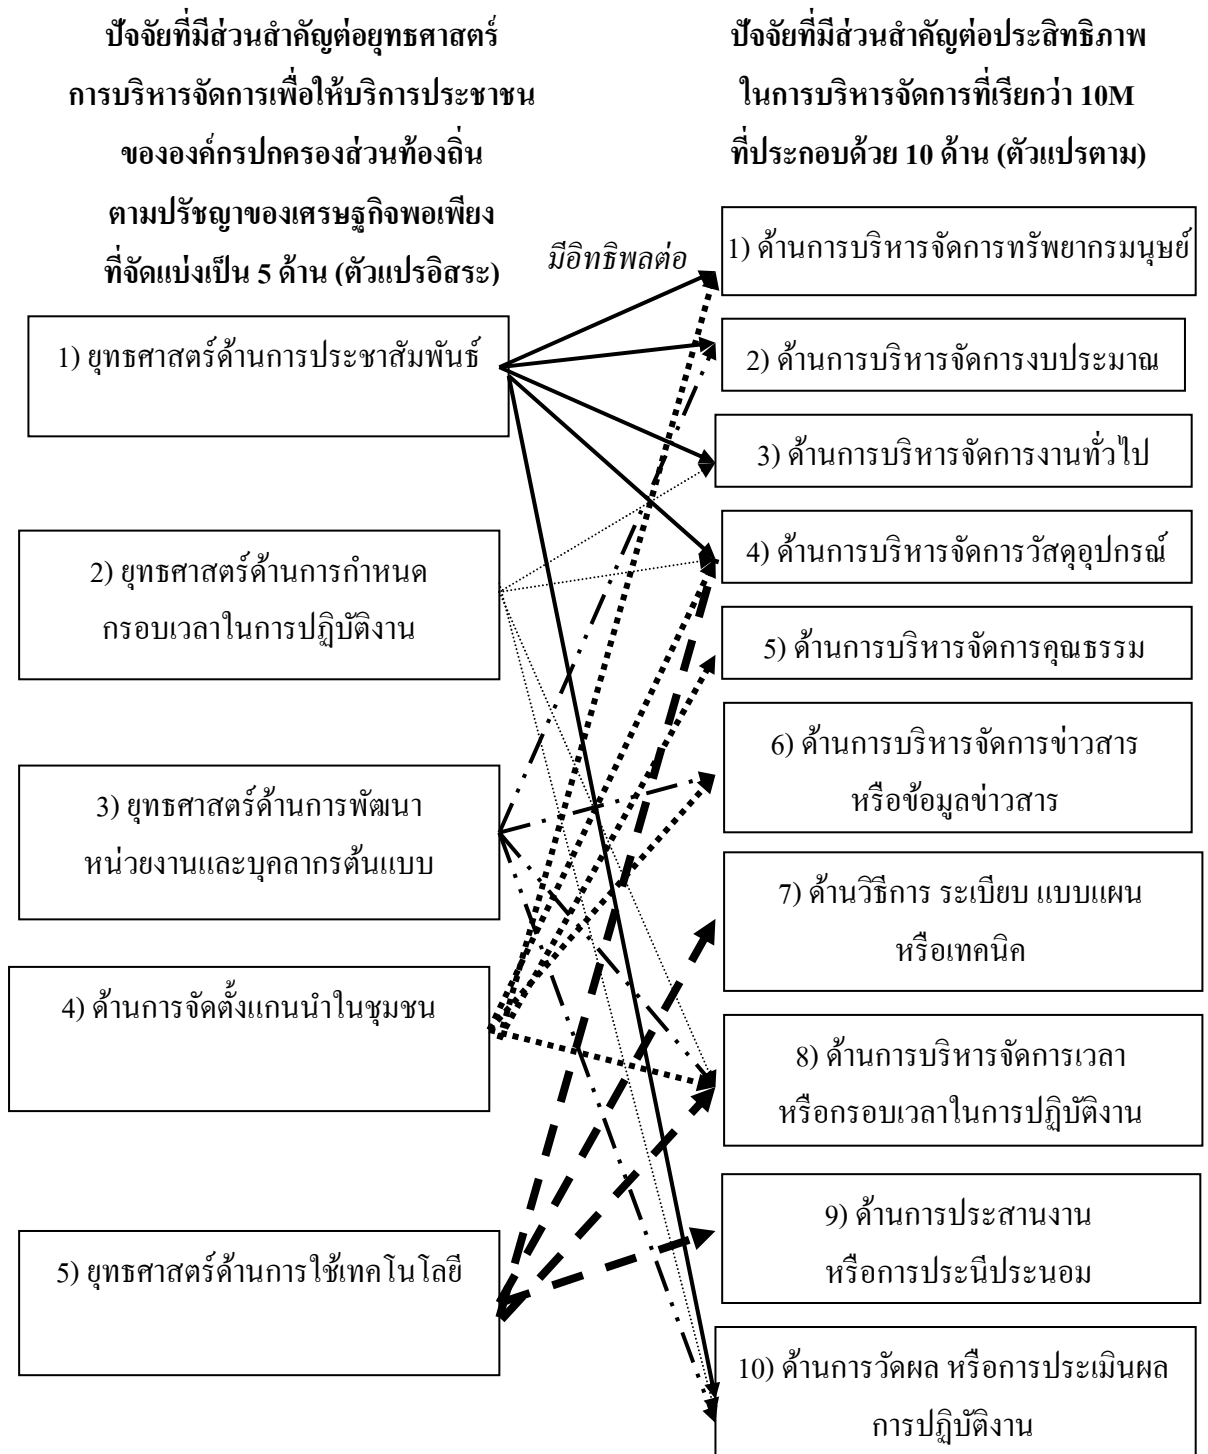 ปัจจัยที่มีส่วนสำคัญต่อยุทธศาสตร์
การบริหารจัดการเพื่อให้บริการประชาชน
ขององค์กรปกครองส่วนท้องถิ่น
ตามปรัชญาของเศรษฐกิจพอเพียง
ที่จัดแบ่งเป็น 5 ด้าน (ตัวแปรอิสระ)
ปัจจัยที่มีส่วนสำคัญต่อประสิทธิภาพ
ในการบริหารจัดการที่เรียกว่า 10M
ที่ประกอบด้วย 10 ด้าน (ตัวแปรตาม)
มีอิทธิพลต่อ
1) ยุทธศาสตร์ด้านการประชาสัมพันธ์
2) ยุทธศาสตร์ด้านการกำหนด
กรอบเวลาในการปฏิบัติงาน
3) ยุทธศาสตร์ด้านการพัฒนา
หน่วยงานและบุคลากรต้นแบบ
4) ด้านการจัดตั้งแกนนำในชุมชน
5) ยุทธศาสตร์ด้านการใช้เทคโนโลยี
1) ด้านการบริหารจัดการทรัพยากรมนุษย์
2) ด้านการบริหารจัดการงบประมาณ
3) ด้านการบริหารจัดการงานทั่วไป
4) ด้านการบริหารจัดการวัสดุอุปกรณ์
5) ด้านการบริหารจัดการคุณธรรม
6) ด้านการบริหารจัดการข่าวสาร
หรือข้อมูลข่าวสาร
7) ด้านวิธีการ ระเบียบ แบบแผน
หรือเทคนิค
8) ด้านการบริหารจัดการเวลา
หรือกรอบเวลาในการปฏิบัติงาน
9) ด้านการประสานงาน
หรือการประนีประนอม
10) ด้านการวัดผล หรือการประเมินผล
การปฏิบัติงาน